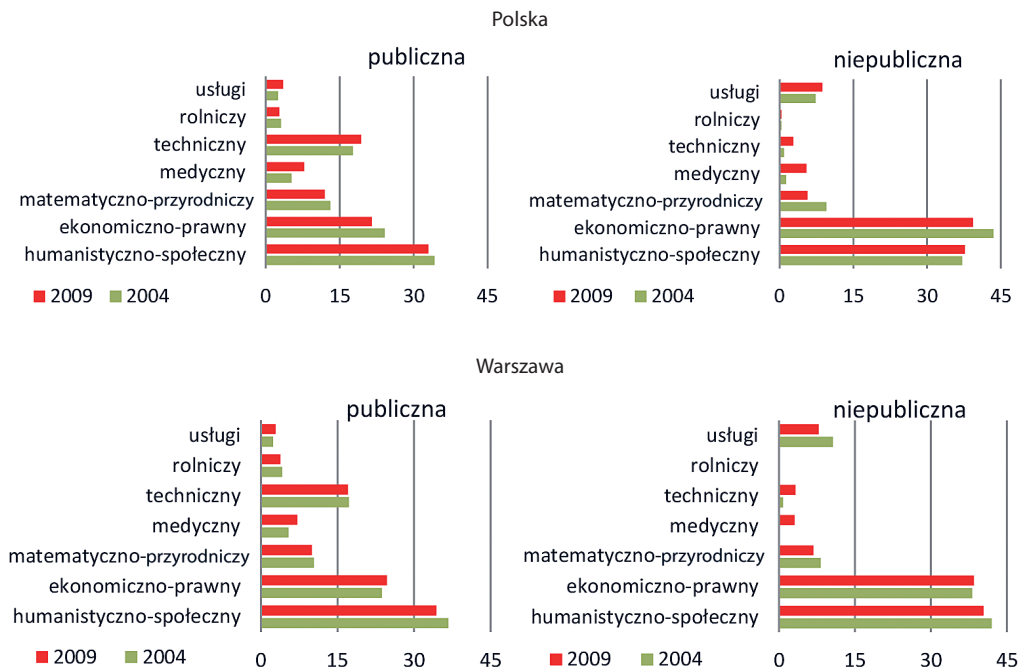 Polska
publiczna
usługi
rolniczy
techniczny
medyczny
matematyczno-przyrodniczy
ekonomiczno-prawny
humanistyczno-społeczny
0 15 30 45
2009 2004
niepubliczna
usługi
rolniczy
techniczny
medyczny
matematyczno-przyrodniczy
ekonomiczno-prawny
humanistyczno-społeczny
0 15 30 45
2009 2004
Warszawa
publiczna
usługi
rolniczy
techniczny
medyczny
matematyczno-przyrodniczy
ekonomiczno-prawny
humanistyczno-społeczny
2009 2004 0 15 30 45
niepubliczna
usługi
rolniczy
techniczny
medyczny
matematyczno-przyrodniczy
ekonomiczno-prawny
humanistyczno-społeczny
2009 2004 0 15 30 45